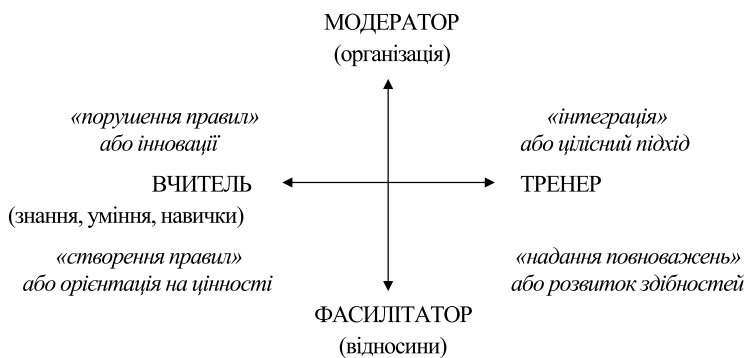 МОДЕРАТОР
(організація)
«порушення правил»
або інновації
«інтеграція»
або цілісний підхід
ВЧИТЕЛЬ
(знання, уміння, навички)
ТРЕНЕР
«створення правил»
або орієнтація на цінності
«надання повноважень»
або розвиток здібностей
ФАСИЛІТАТОР
(відносини)